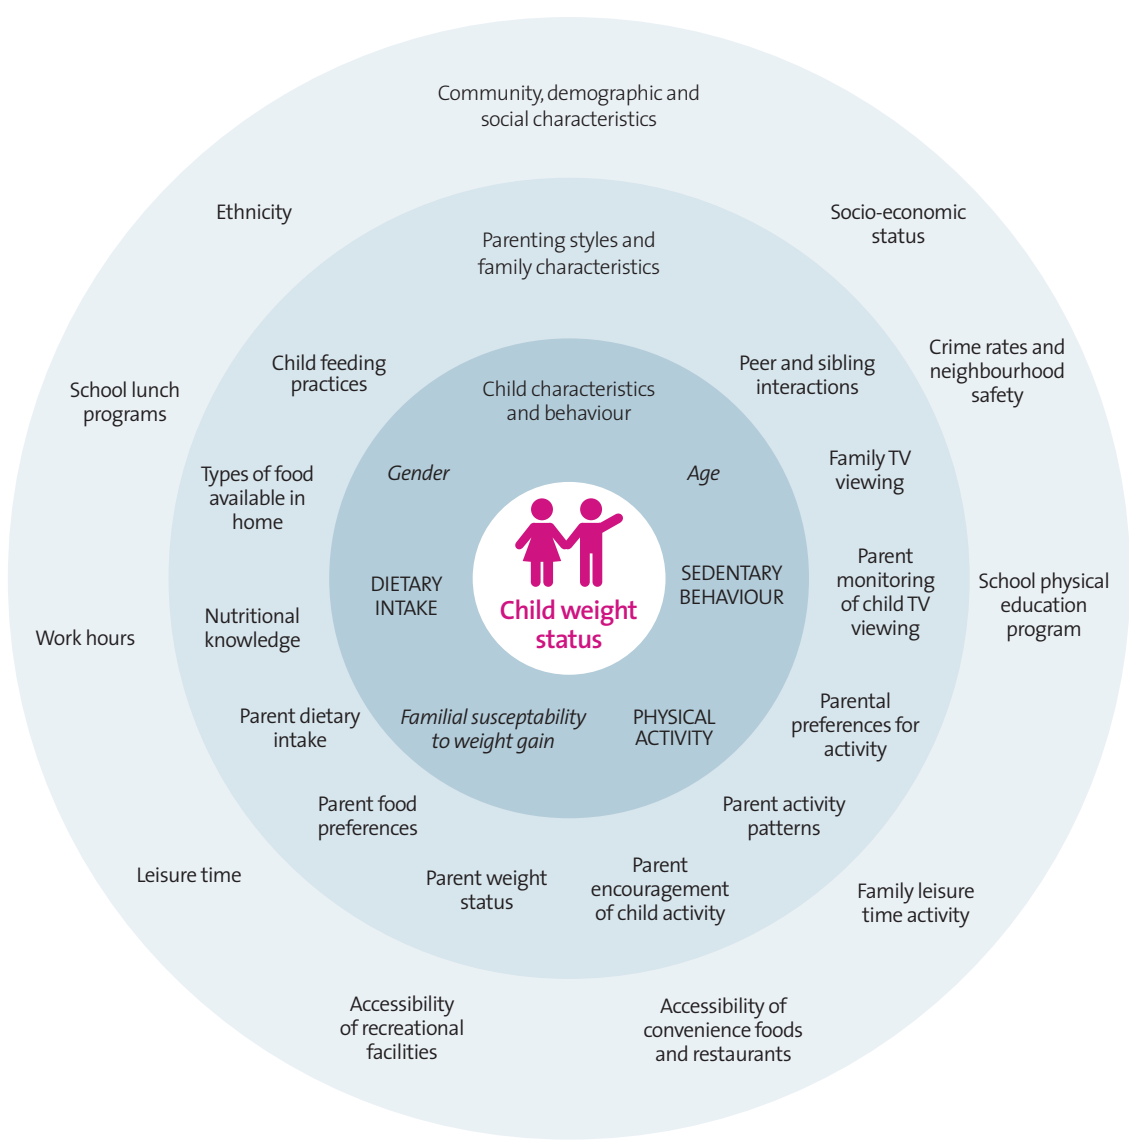 Community, demographic and
social characteristics
Ethnicity
Socio-economic
status
Parenting styles and
family characteristics
Child feeding
practices
Peer and sibling
interactions
Crime rates and
neighbourhood
safety
School lunch
programs
Child characteristics
and behaviour
Types of food
available in
home
Gender
Age
Family TV
viewing
DIETARY
INTAKE
SEDENTARY
BEHAVIOUR
Parent
monitoring
of child TV
viewing
School physical
education
program
Child weight
status
Work hours
Nutritional
knowledge
Parent dietary
intake
Familial susceptability
to weight gain
PHYSICAL
ACTIVITY
Parental
preferences for
activity
Parent food
preferences
Parent activity
patterns
Leisure time
Parent weight
status
Parent
encouragement
of child activity
Family leisure
time activity
Accessibility
of recreational
facilities
Accessibility of
convenience foods
and restaurants